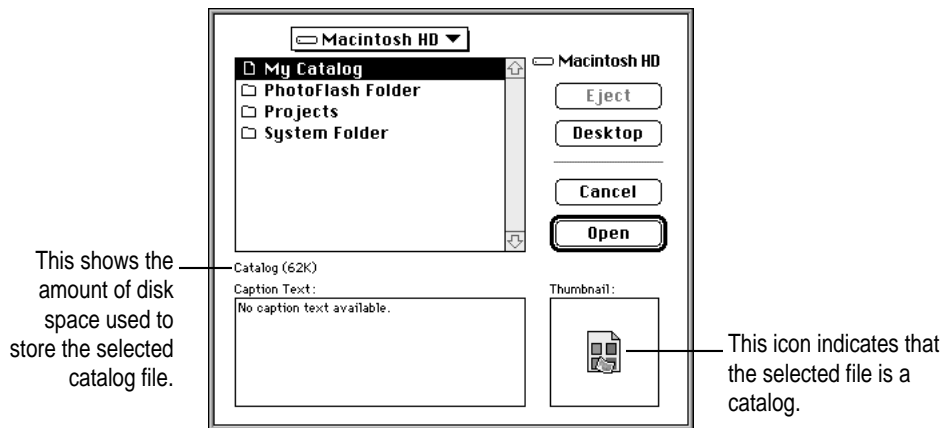 Macintosh HD
My Catalog
PhotoFlash Folder
Projects
System Folder
Macintosh HD
Eject
Desktop
Cancel
Open
This shows the
amount of disk
space used to
store the selected
catalog file.
Catalog (62K)
Caption Text:
No caption text available.
Thumbnail:
This icon indicates that
the selected file is a
catalog.